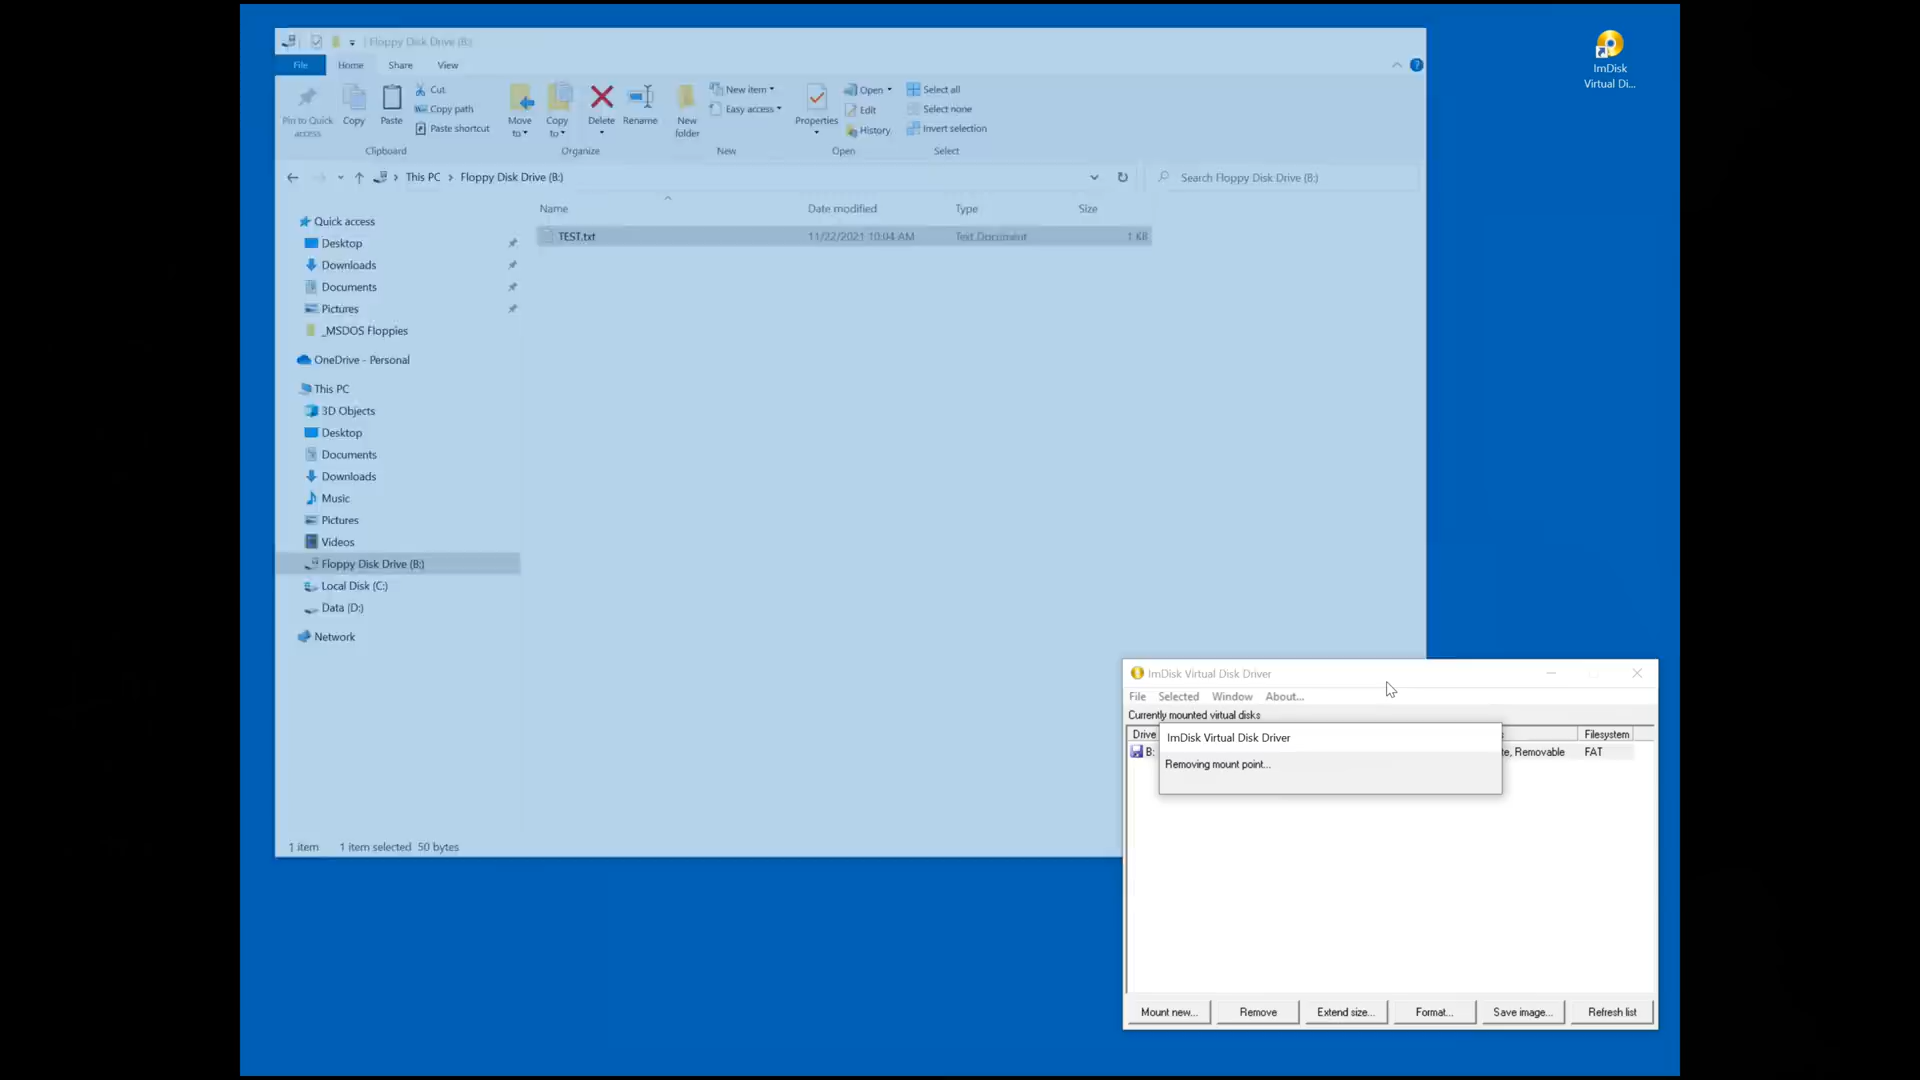 Floppy Disk Drive (B:)
File Home Share View
Pin to Quick access
Copy
Paste
Cut
Copy path
Paste shortcut
Clipboard
Move to
Copy to
Delete
Rename
Organize
New folder
New item
Easy access
New
Properties
Open
Edit
History
Open
Select all
Select none
Invert selection
Select
This PC > Floppy Disk Drive (B:)
Search Floppy Disk Drive (B:)
Name Date modified Type Size
TEST.txt 11/22/2021 10:04 AM Text Document 1 KB
Quick access
Desktop
Downloads
Documents
Pictures
_MSDOS Floppies
OneDrive - Personal
This PC
3D Objects
Desktop
Documents
Downloads
Music
Pictures
Videos
Floppy Disk Drive (B:)
Local Disk (C:)
Data (D:)
Network
1 item 1 item selected 50 bytes
ImDisk
Virtual Di...
ImDisk Virtual Disk Driver
File Selected Window About...
Currently mounted virtual disks
Drive Filesystem
B: Removable FAT
ImDisk Virtual Disk Driver
Removing mount point...
Mount new... Remove Extend size... Format... Save image... Refresh list